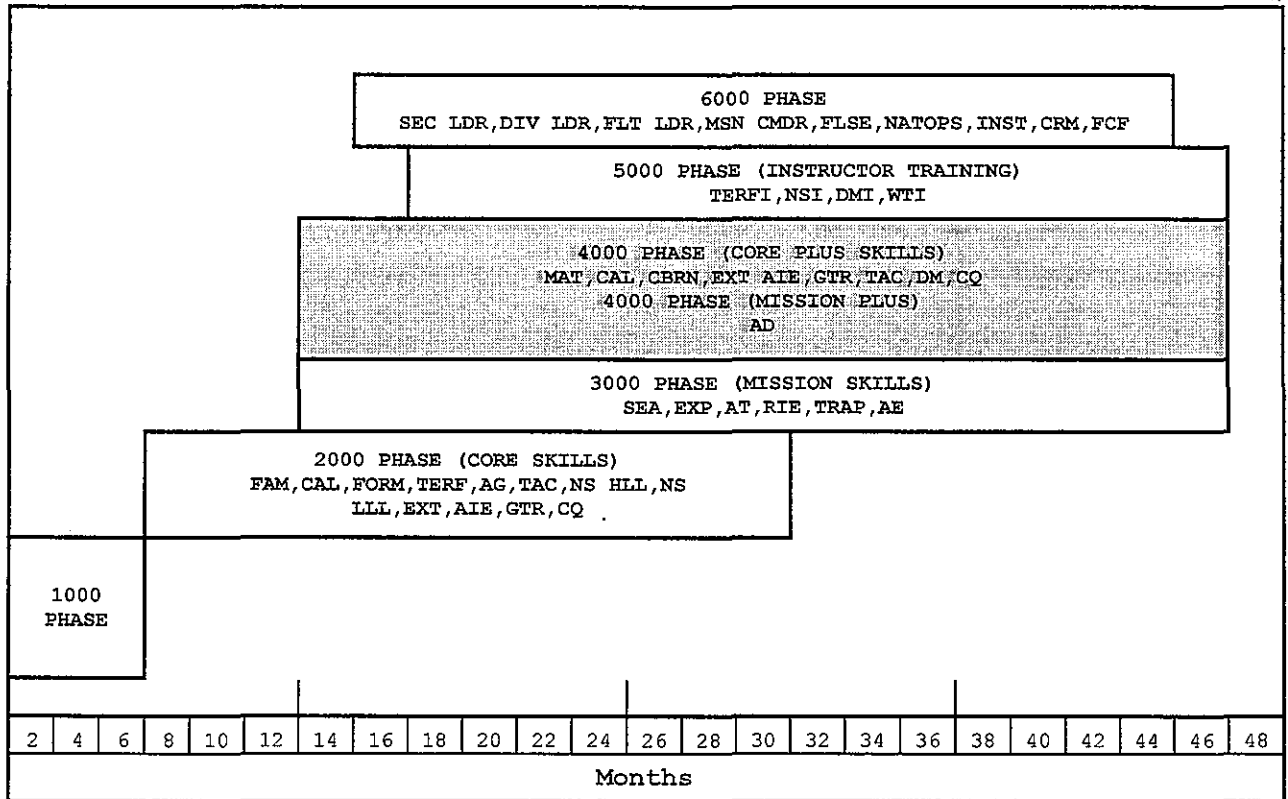 6000 PHASE
SEC LDR,DIV LDR,FLT LDR,MSN CMDR,FLSE,NATOPS,INST,CRM,FCF
5000 PHASE (INSTRUCTOR TRAINING)
TERFI,NSI,DMI,WTI
4000 PHASE (CORE PLUS SKILLS)
MAT,CAL,CBRN,EXT AIE,GTR,TAC,DM,CQ
4000 PHASE (MISSION PLUS)
AD
3000 PHASE (MISSION SKILLS)
SEA,EXP,AT,RIE,TRAP,AE
2000 PHASE (CORE SKILLS)
FAM,CAL,FORM,TERF,AG,TAC,NS HLL,NS
LLL,EXT,AIE,GTR,CQ
1000
PHASE
2 4 6 8 10 12 14 16 18 20 22 24 26 28 30 32 34 36 38 40 42 44 46 48
Months